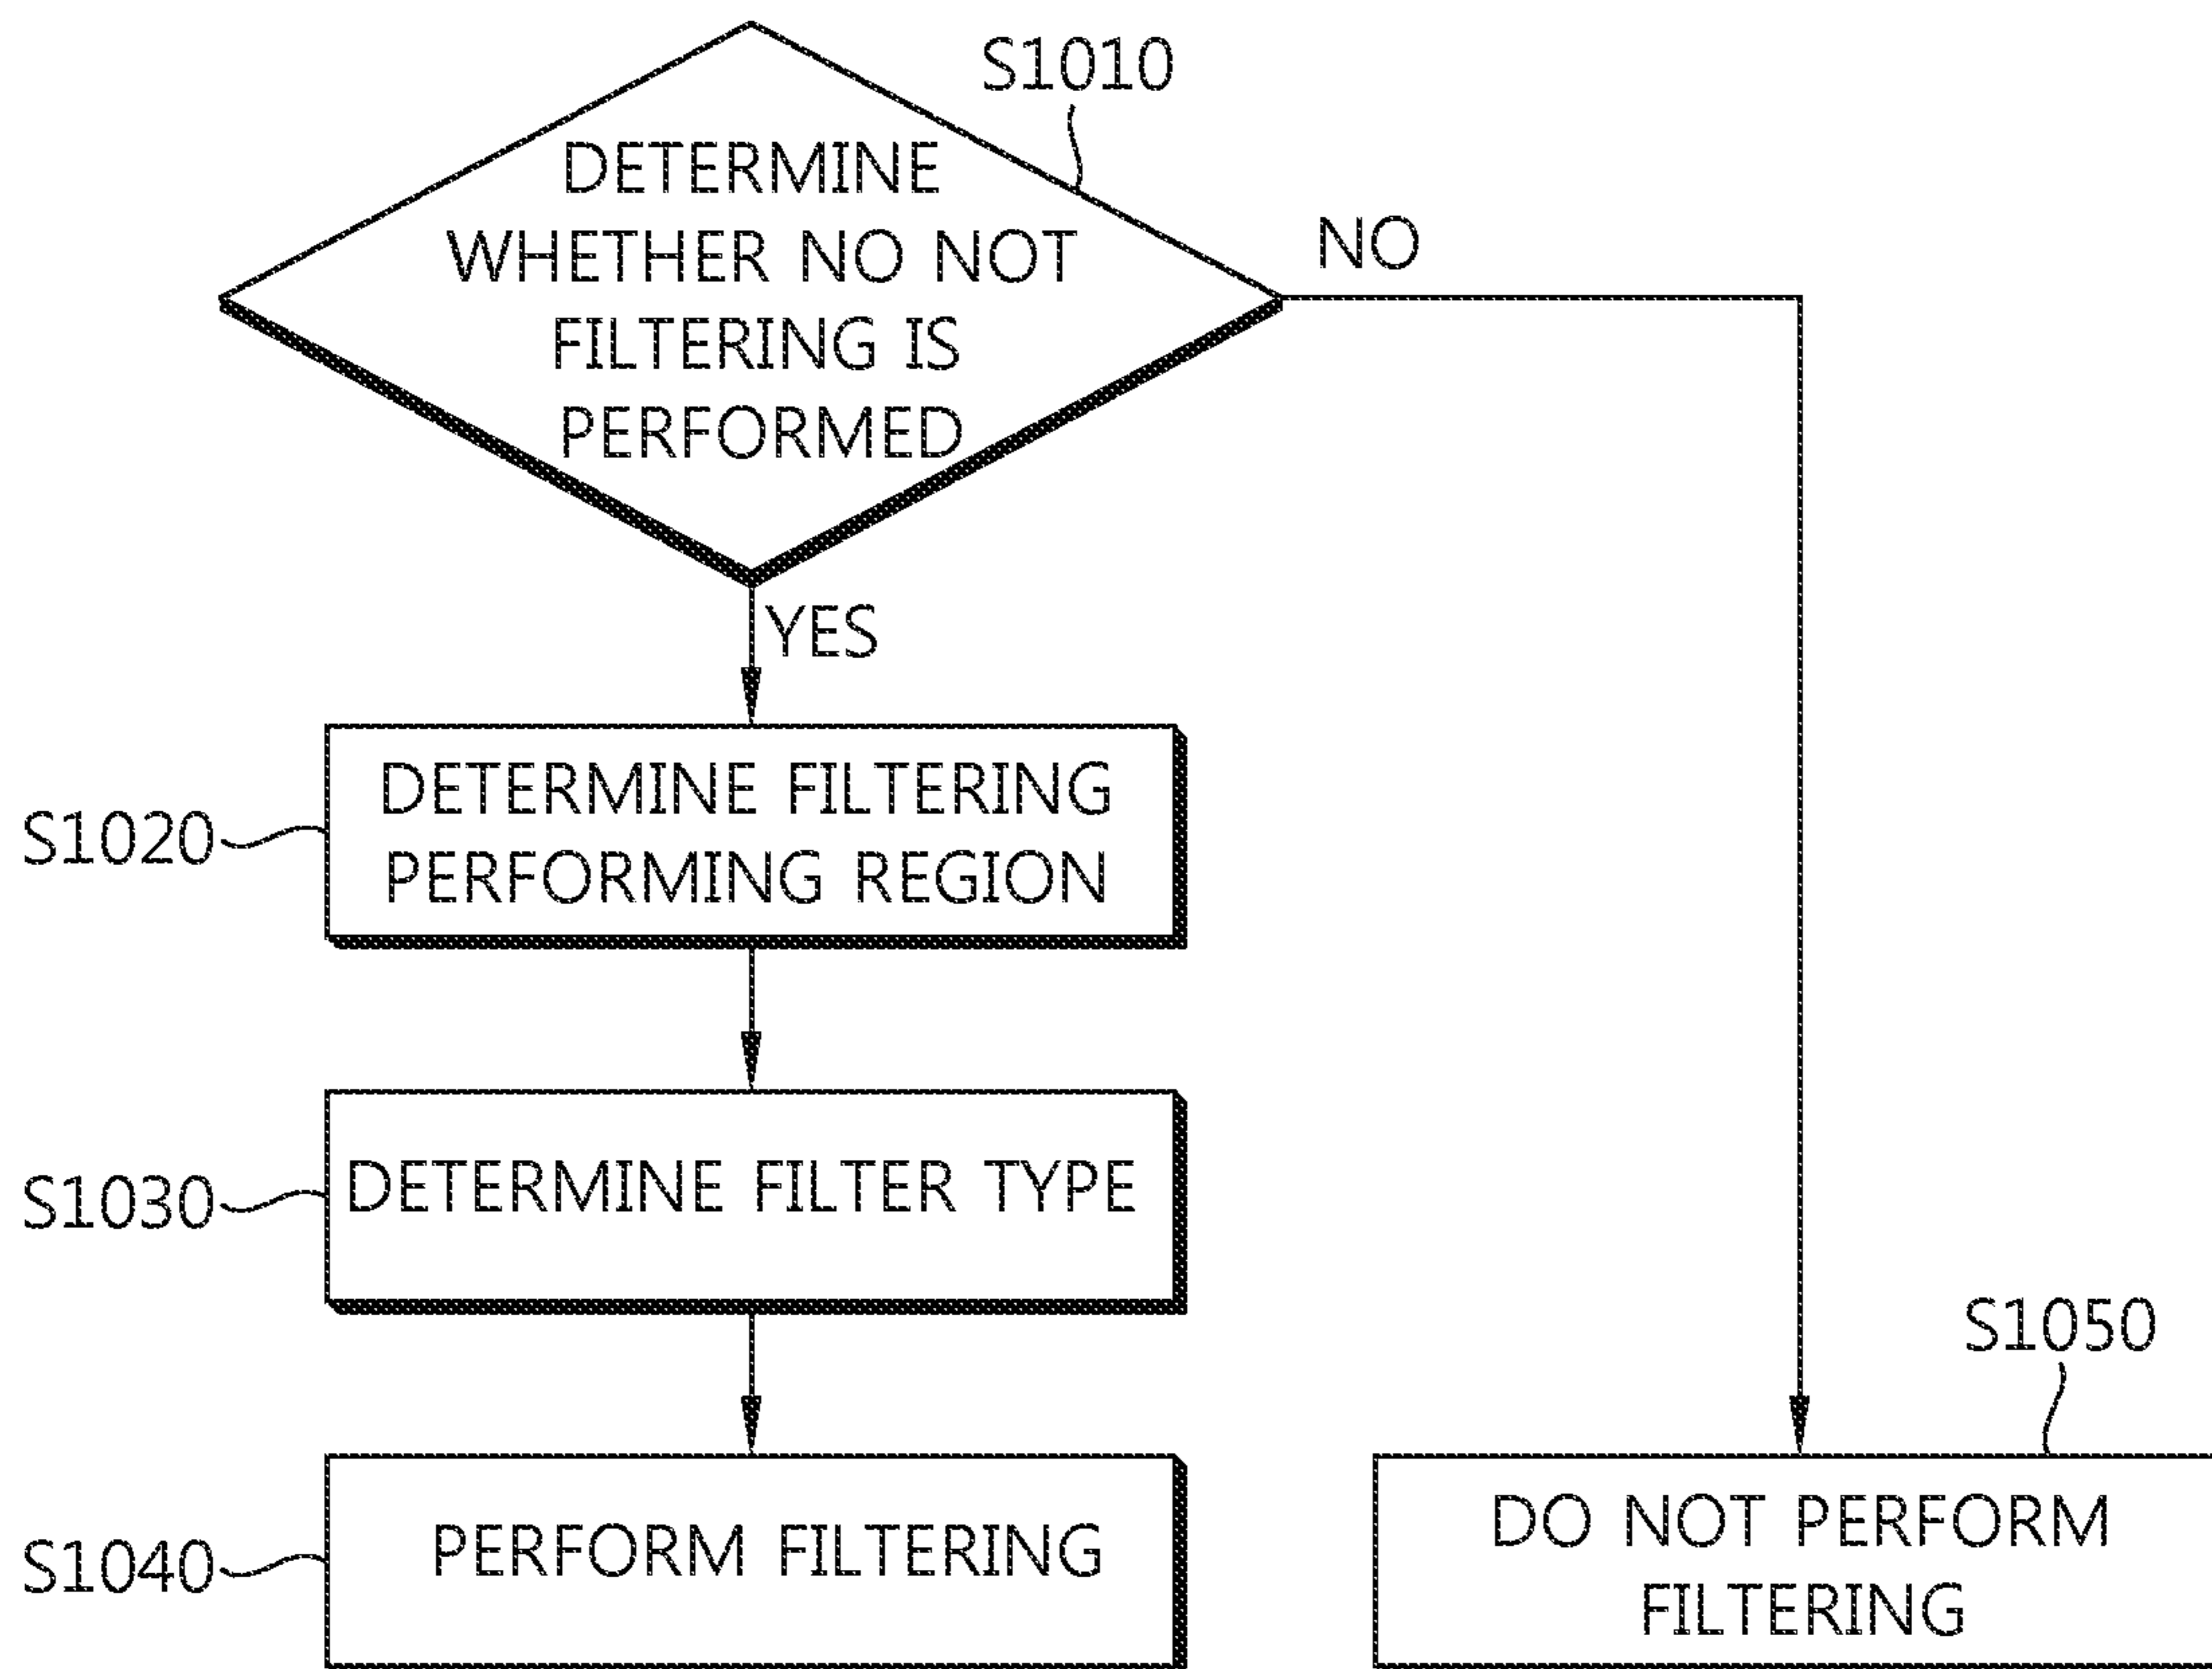 S1010
DETERMINE
WHETHER NO NOT
FILTERING IS
PERFORMED
NO
YES
S1020
DETERMINE FILTERING
PERFORMING REGION
S1030
DETERMINE FILTER TYPE
S1040
PERFORM FILTERING
S1050
DO NOT PERFORM
FILTERING